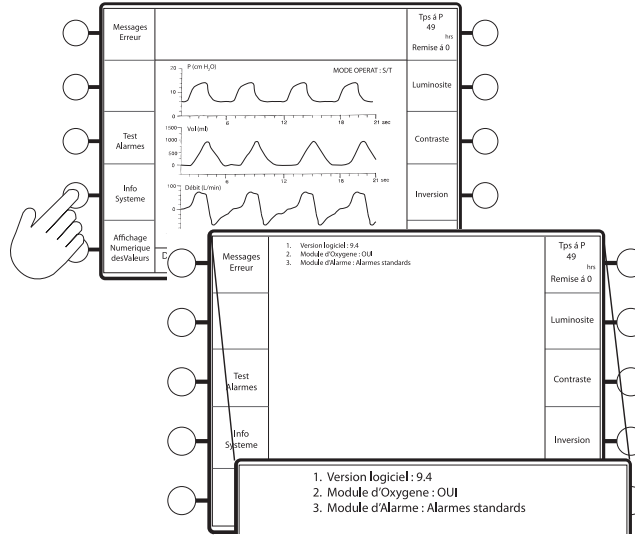 Messages
Erreur
Tps á P
49
hrs
Remise á 0
P (cm H₂O)
MODE OPERAT : S/T
20
10
0
6
12
18
21 sec
Luminosite
Test
Alarmes
Vol (ml)
1500
1000
500
0
6
12
18
21 sec
Contraste
Info
Systeme
Débit (L/min)
100
0
Inversion
Affichage
Numerique
desValeurs
D
Messages
Erreur
1. Version logiciel : 9.4
2. Module d'Oxygene : OUI
3. Module d'Alarme : Alarmes standards
Tps á P
49
hrs
Remise á 0
Luminosite
Test
Alarmes
Contraste
Info
Systeme
Inversion
1. Version logiciel : 9.4
2. Module d'Oxygene : OUI
3. Module d'Alarme : Alarmes standards